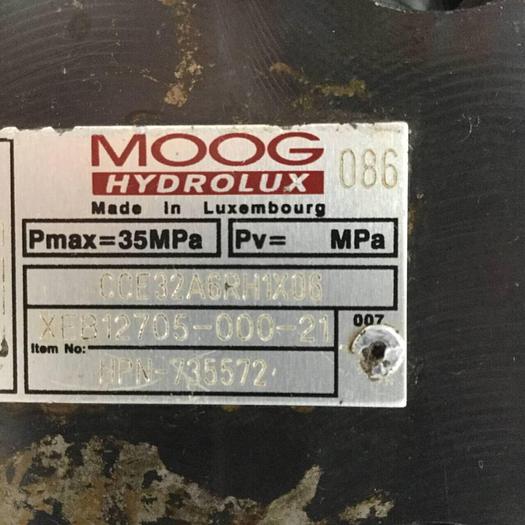 MOOG 086
HYDROLUX
Made in Luxembourg
Pmax=35MPa Pv= MPa
CCE32A6RH1X06
XEB12705-000-21 007
Item No:
HPN-735572